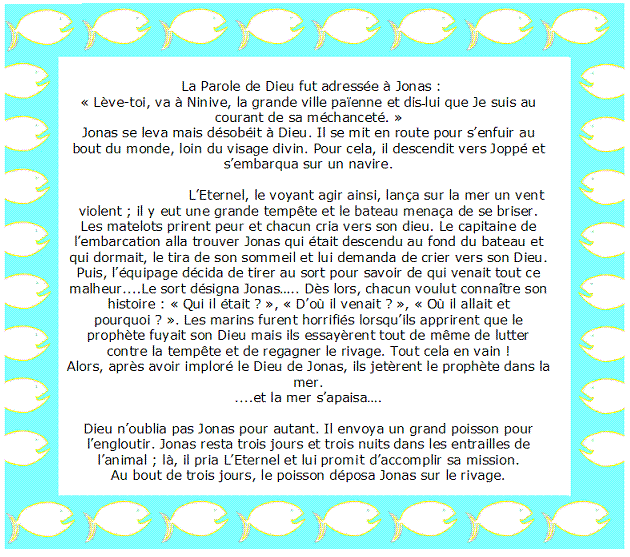 La Parole de Dieu fut adressée à Jonas :
« Lève-toi, va à Ninive, la grande ville païenne et dis-lui que Je suis au
courant de sa méchanceté. »
Jonas se leva mais désobéit à Dieu. Il se mit en route pour s’enfuir au
bout du monde, loin du visage divin. Pour cela, il descendit vers Joppé et
s’embarqua sur un navire.
L’Eternel, le voyant agir ainsi, lança sur la mer un vent
violent ; il y eut une grande tempête et le bateau menaça de se briser.
Les matelots prirent peur et chacun cria vers son dieu. Le capitaine de
l’embarcation alla trouver Jonas qui était descendu au fond du bateau et
qui dormait, le tira de son sommeil et lui demanda de crier vers son Dieu.
Puis, l’équipage décida de tirer au sort pour savoir de qui venait tout ce
malheur....Le sort désigna Jonas..... Dès lors, chacun voulut connaître son
histoire : « Qui il était ? », « D’où il venait ? », « Où il allait et
pourquoi ? ». Les marins furent horrifiés lorsqu’ils apprirent que le
prophète fuyait son Dieu mais ils essayèrent tout de même de lutter
contre la tempête et de regagner le rivage. Tout cela en vain !
Alors, après avoir imploré le Dieu de Jonas, ils jetèrent le prophète dans la
mer.
....et la mer s’apaisa....
Dieu n’oublia pas Jonas pour autant. Il envoya un grand poisson pour
l’engloutir. Jonas resta trois jours et trois nuits dans les entrailles de
l’animal ; là, il pria L’Eternel et lui promit d’accomplir sa mission.
Au bout de trois jours, le poisson déposa Jonas sur le rivage.